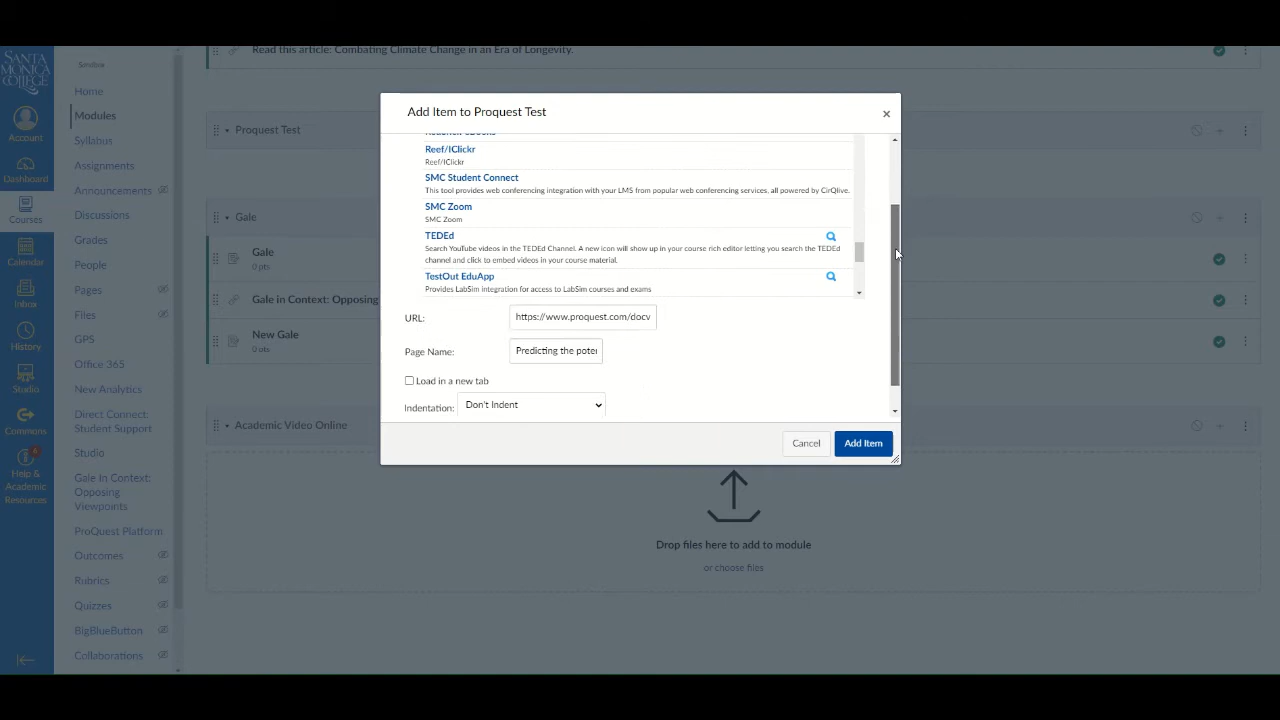 SANTA
MONICA
COLLEGE
Account
Dashboard
Courses
Calendar
Inbox
History
Studio
Commons
6
Help &
Academic
Resources
Sandbox
Home
Modules
Syllabus
Assignments
Announcements
Discussions
Grades
People
Pages
Files
GPS
Office 365
New Analytics
Direct Connect:
Student Support
Studio
Gale In Context:
Opposing
Viewpoints
ProQuest Platform
Outcomes
Rubrics
Quizzes
BigBlueButton
Collaborations
Read this article: Combating Climate Change in an Era of Longevity.
Proquest Test
Gale
Gale
0 pts
Gale in Context: Opposing
New Gale
0 pts
Academic Video Online
Drop files here to add to module
or choose files
Add Item to Proquest Test
Reef/IClickr
Reef/IClickr
SMC Student Connect
This tool provides web conferencing integration with your LMS from popular web conferencing services, all powered by CirQlive.
SMC Zoom
SMC Zoom
TEDEd
Search YouTube videos in the TEDEd Channel. A new icon will show up in your course rich editor letting you search the TEDEd
channel and click to embed videos in your course material.
TestOut EduApp
Provides LabSim integration for access to LabSim courses and exams
URL: https://www.proquest.com/docv
Page Name: Predicting the poter
Load in a new tab
Indentation: Don't Indent
Cancel Add Item